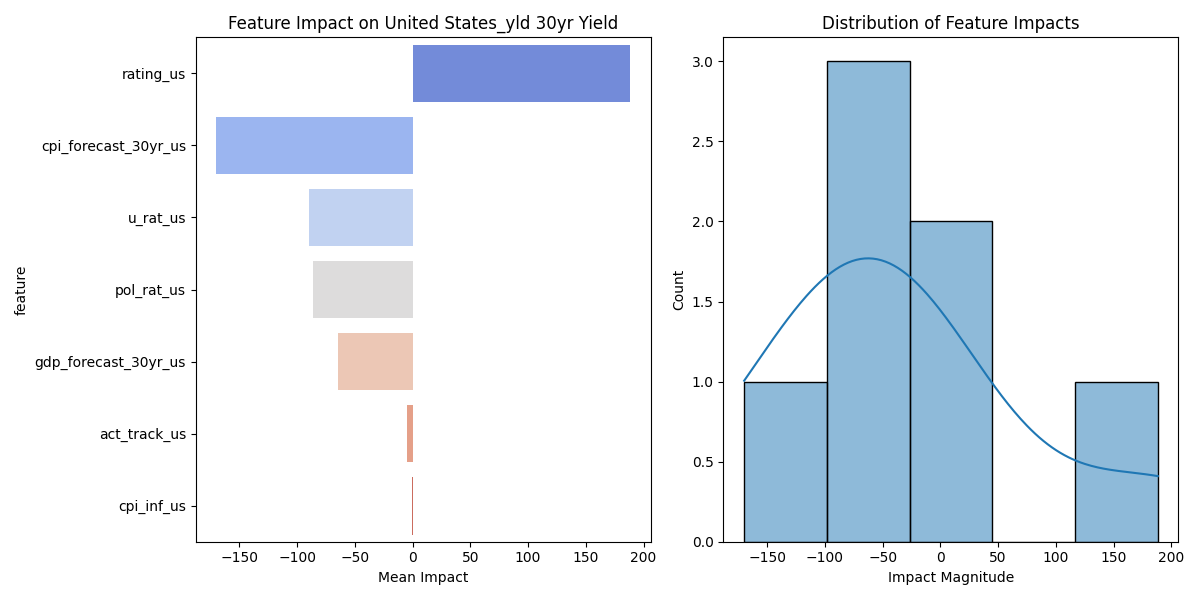 Feature Impact on United States_yld 30yr Yield
feature
rating_us
cpi_forecast_30yr_us
u_rat_us
pol_rat_us
gdp_forecast_30yr_us
act_track_us
cpi_inf_us
−150 −100 −50 0 50 100 150 200
Mean Impact
Distribution of Feature Impacts
Count
3.0
2.5
2.0
1.5
1.0
0.5
0.0
−150 −100 −50 0 50 100 150 200
Impact Magnitude